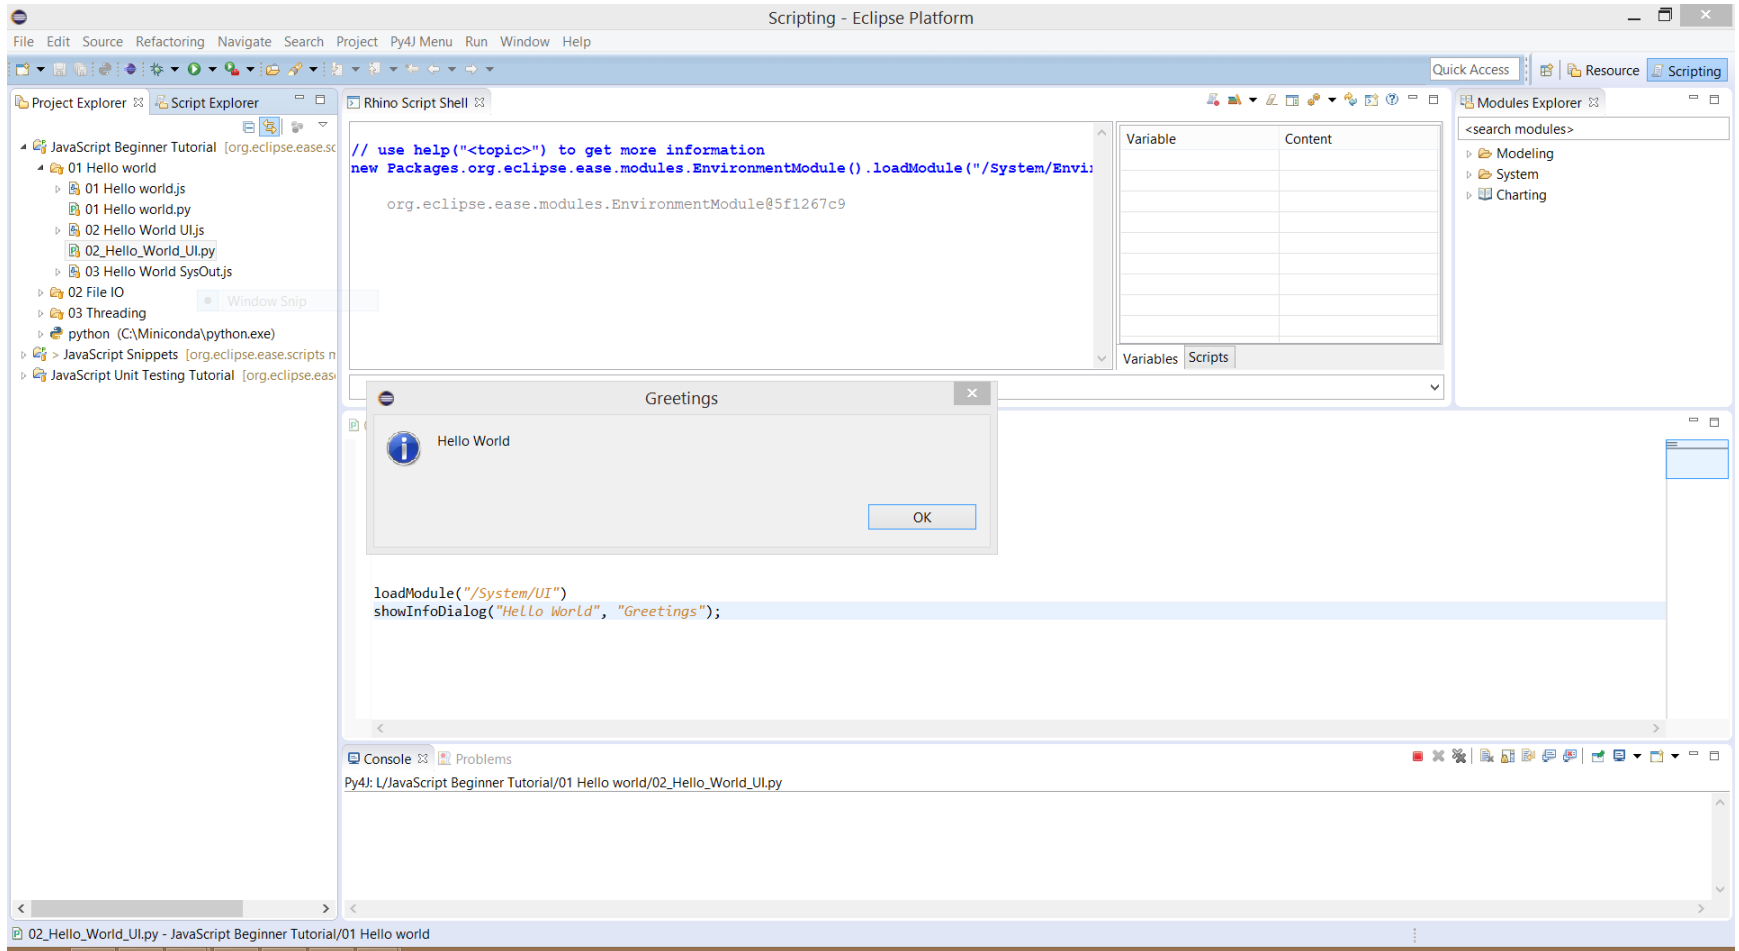 Scripting - Eclipse Platform
File Edit Source Refactoring Navigate Search Project Py4J Menu Run Window Help
Quick Access
Resource
Scripting
Project Explorer
Script Explorer
JavaScript Beginner Tutorial [org.eclipse.ease.sc
01 Hello world
01 Hello world.js
01 Hello world.py
02 Hello World UI.js
02_Hello_World_UI.py
03 Hello World SysOut.js
02 File IO
Window Snip
03 Threading
python (C:\Miniconda\python.exe)
> JavaScript Snippets [org.eclipse.ease.scripts m
JavaScript Unit Testing Tutorial [org.eclipse.ease
Rhino Script Shell
// use help("<topic>") to get more information
new Packages.org.eclipse.ease.modules.EnvironmentModule().loadModule("/System/Envi
org.eclipse.ease.modules.EnvironmentModule@5f1267c9
Variable Content
Variables Scripts
Modules Explorer
<search modules>
Modeling
System
Charting
Greetings
Hello World
OK
loadModule("/System/UI")
showInfoDialog("Hello World", "Greetings");
Console
Problems
Py4J: L/JavaScript Beginner Tutorial/01 Hello world/02_Hello_World_UI.py
02_Hello_World_UI.py - JavaScript Beginner Tutorial/01 Hello world